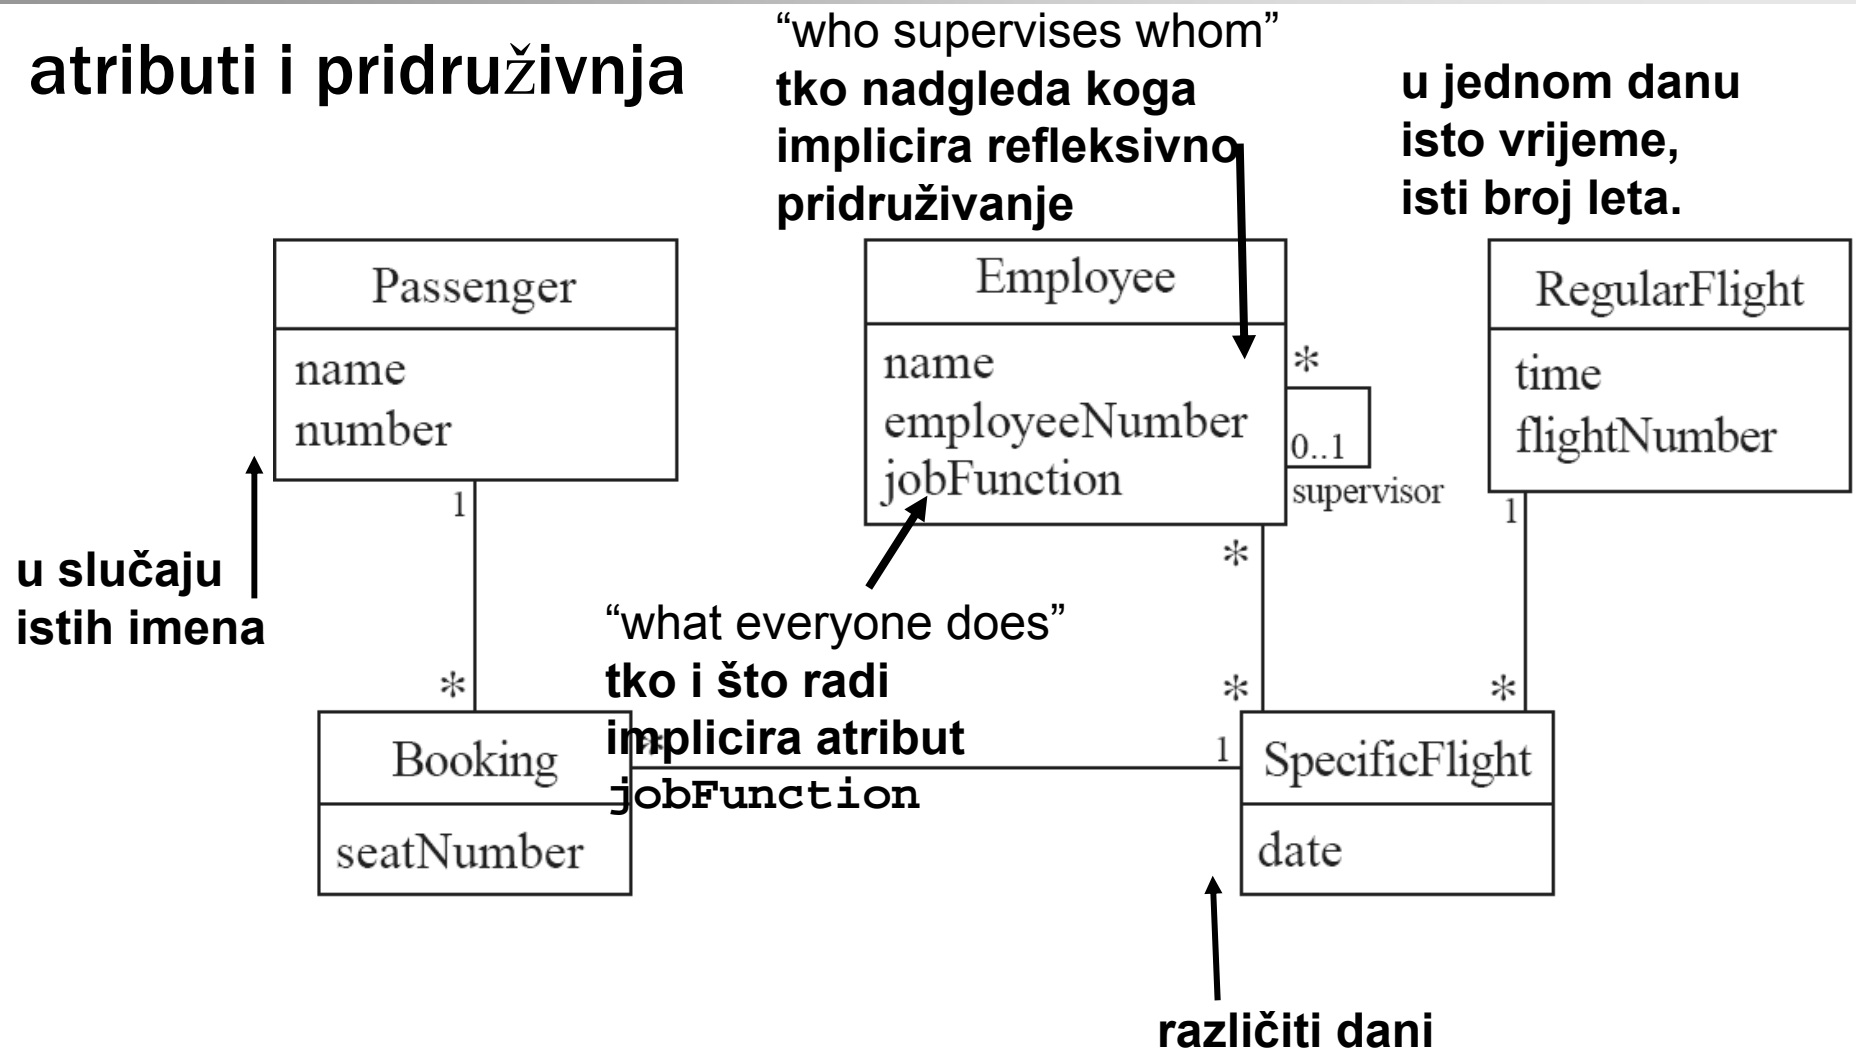 atributi i pridruživnja
“who supervises whom”
tko nadgleda koga
implicira refleksivno
pridruživanje
u jednom danu
isto vrijeme,
isti broj leta.
Passenger
name
number
1
*
u slučaju
istih imena
Employee
name
employeeNumber
jobFunction
*
0..1
supervisor
*
*
RegularFlight
time
flightNumber
1
*
“what everyone does”
tko i što radi
implicira atribut
jobFunction
Booking
seatNumber
*
1
SpecificFlight
date
različiti dani